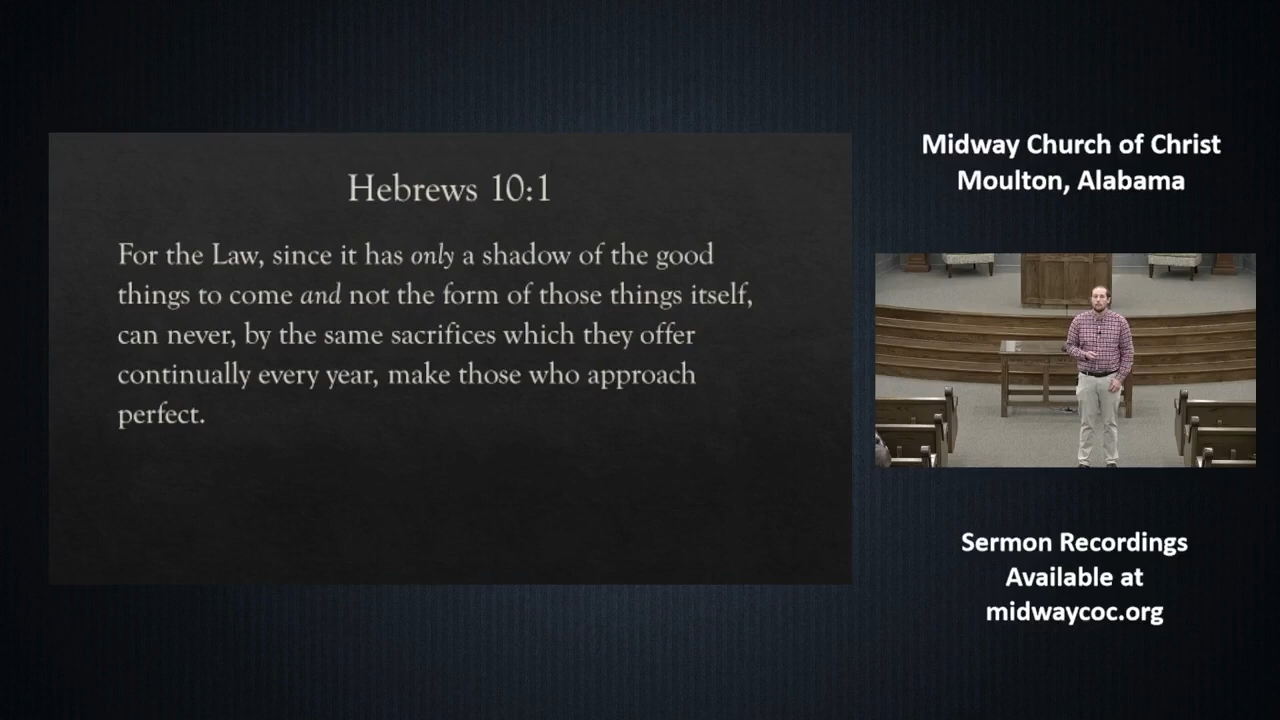 Hebrews 10:1
For the Law, since it has only a shadow of the good
things to come and not the form of those things itself,
can never, by the same sacrifices which they offer
continually every year, make those who approach
perfect.
Midway Church of Christ
Moulton, Alabama
Sermon Recordings
Available at
midwaycoc.org